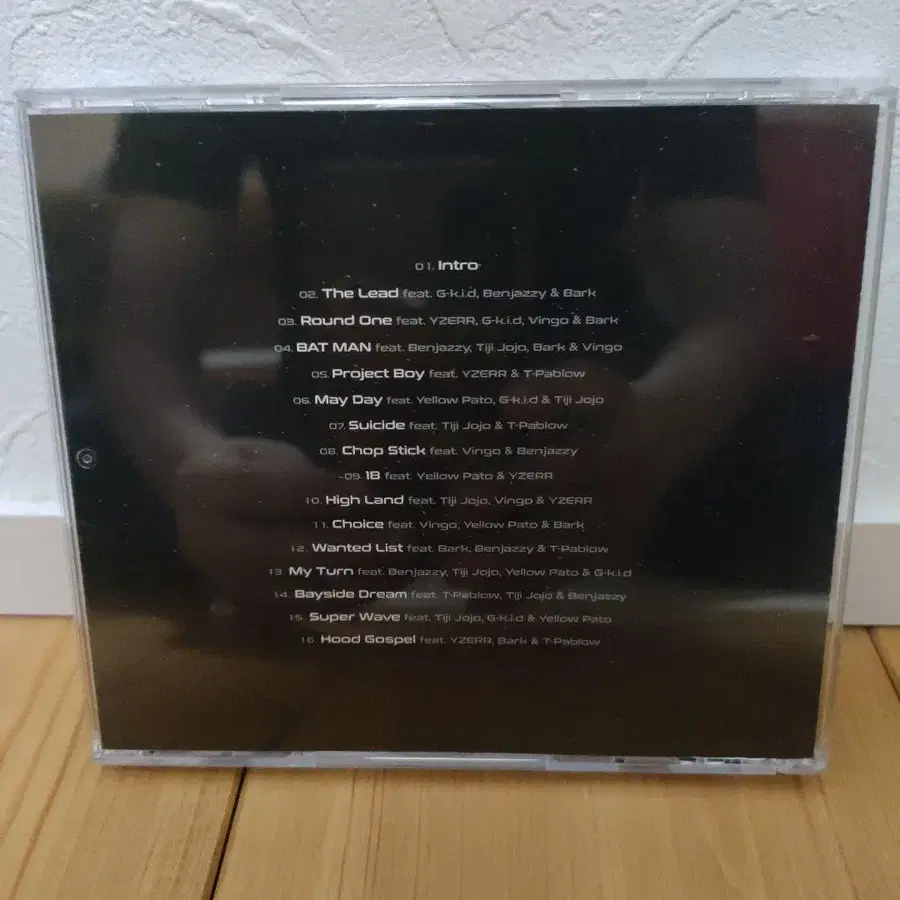 01. Intro
02. The Lead feat. G-k.i.d, Benjazzy & Bark
03. Round One feat. YZERR, G-k.i.d, Vingo & Bark
04. BAT MAN feat. Benjazzy, Tiji Jojo, Bark & Vingo
05. Project Boy feat. YZERR & T-Pablow
06. May Day feat. Yellow Pato, G-k.i.d & Tiji Jojo
07. Suicide feat. Tiji Jojo & T-Pablow
08. Chop Stick feat. Vingo & Benjazzy
09. 18 feat. Yellow Pato & YZERR
10. High Land feat. Tiji Jojo, Vingo & YZERR
11. Choice feat. Vingo, Yellow Pato & Bark
12. Wanted List feat. Bark, Benjazzy & T-Pablow
13. My Turn feat. Benjazzy, Tiji Jojo, Yellow Pato & G-k.i.d
14. Bayside Dream feat. T-Pablow, Tiji Jojo & Benjazzy
15. Super Wave feat. Tiji Jojo, G-k.i.d & Yellow Pato
16. Hood Gospel feat. YZERR, Bark & T-Pablow